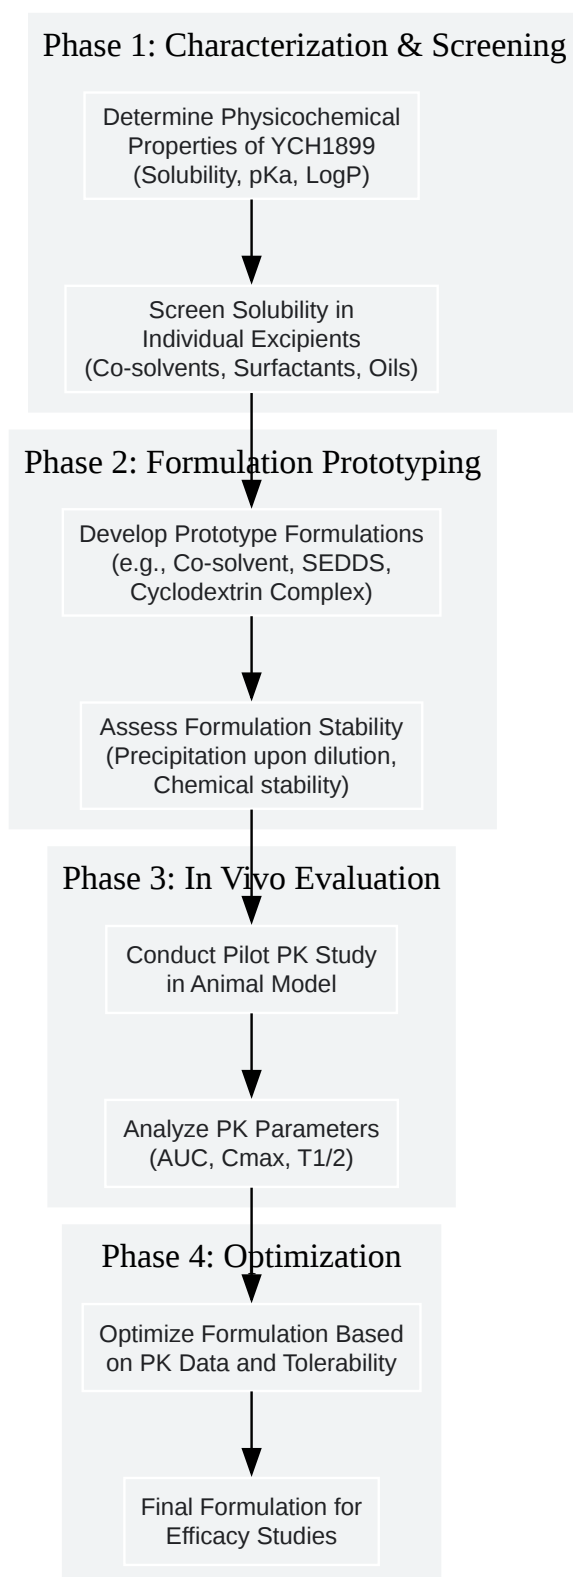 Phase 1: Characterization & Screening
Determine Physicochemical
Properties of YCH1899
(Solubility, pKa, LogP)
Screen Solubility in
Individual Excipients
(Co-solvents, Surfactants, Oils)
Phase 2: Formulation Prototyping
Develop Prototype Formulations
(e.g., Co-solvent, SEDDS,
Cyclodextrin Complex)
Assess Formulation Stability
(Precipitation upon dilution,
Chemical stability)
Phase 3: In Vivo Evaluation
Conduct Pilot PK Study
in Animal Model
Analyze PK Parameters
(AUC, Cmax, T1/2)
Phase 4: Optimization
Optimize Formulation Based
on PK Data and Tolerability
Final Formulation for
Efficacy Studies